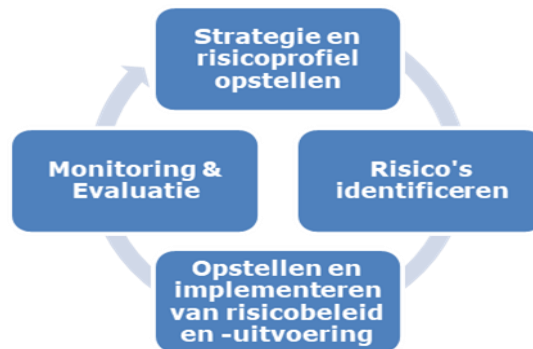 Strategie en
risicoprofiel
opstellen
Monitoring &
Evaluatie
Risico's
identificeren
Opstellen en
implementeren
van risicobeleid
en -uitvoering